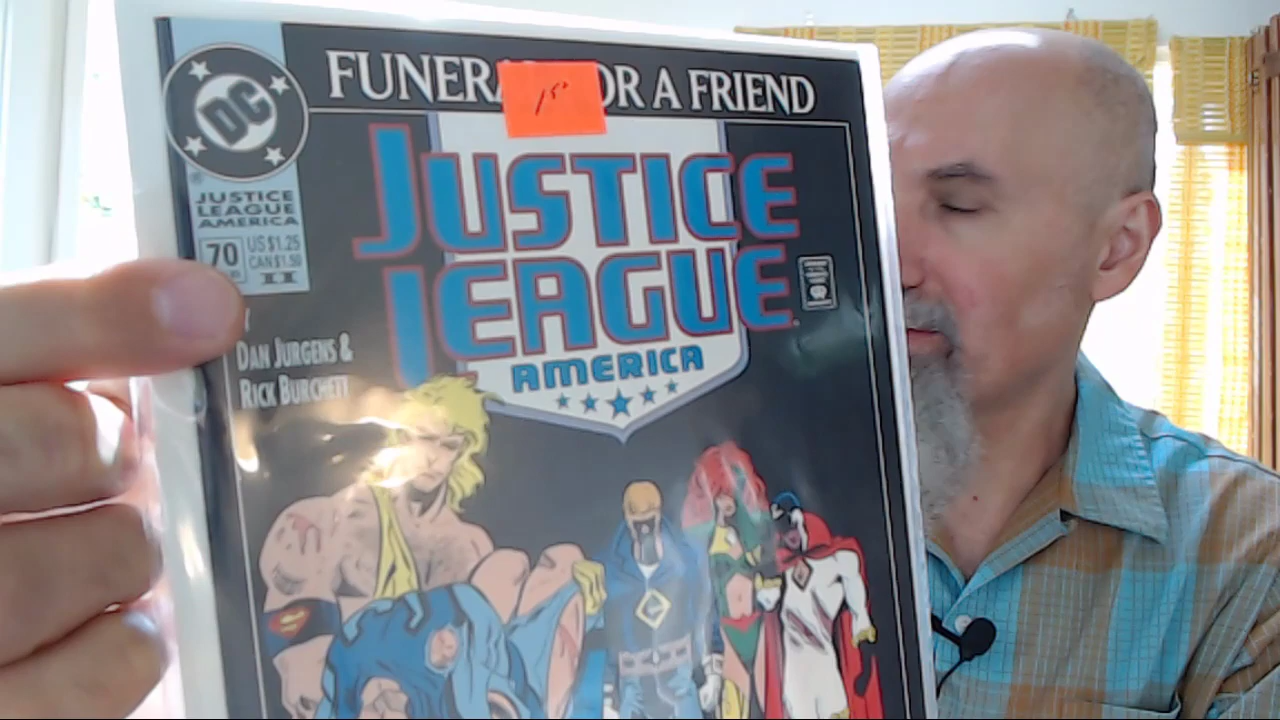 FUNERA OR A FRIEND
DC
JUSTICE
LEAGUE
AMERICA
70
US $1.25
CAN $1.50
II
JUSTICE
LEAGUE
AMERICA
DAN JURGENS &
RICK BURCHETT
S